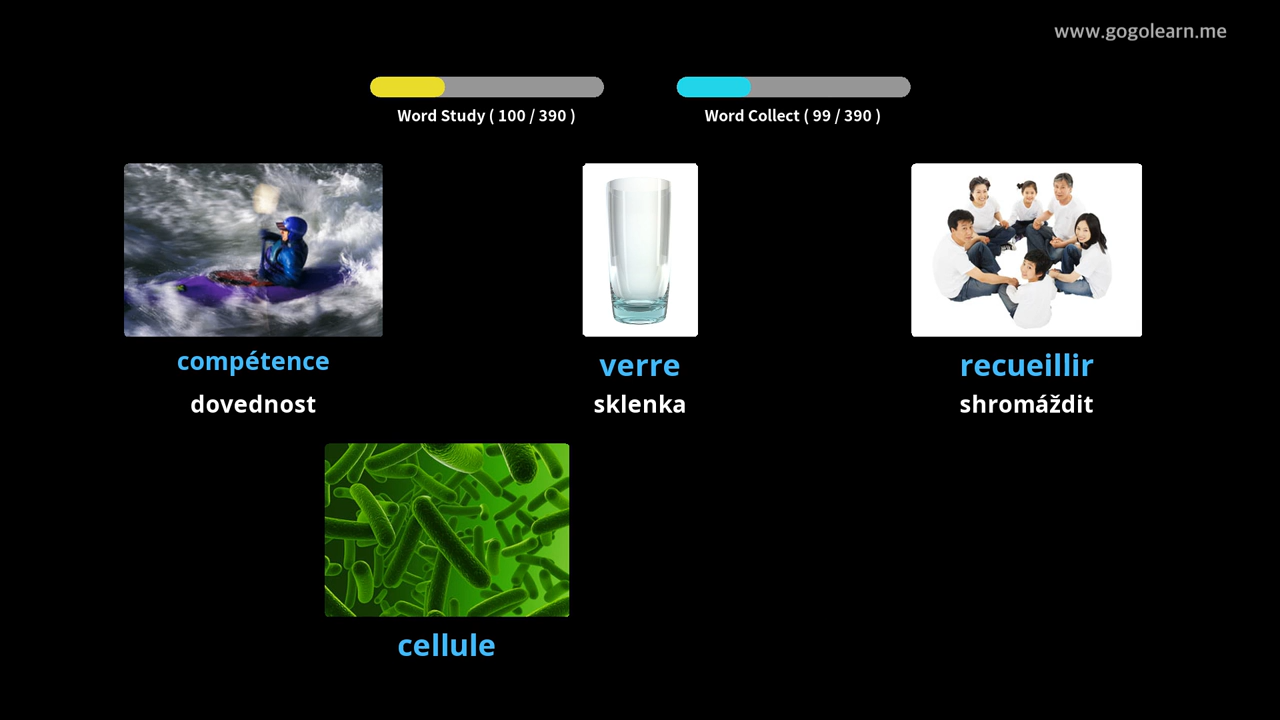 www.gogolearn.me
Word Study ( 100 / 390 )
Word Collect ( 99 / 390 )
compétence
verre
recueillir
dovednost
sklenka
shromáždit
cellule